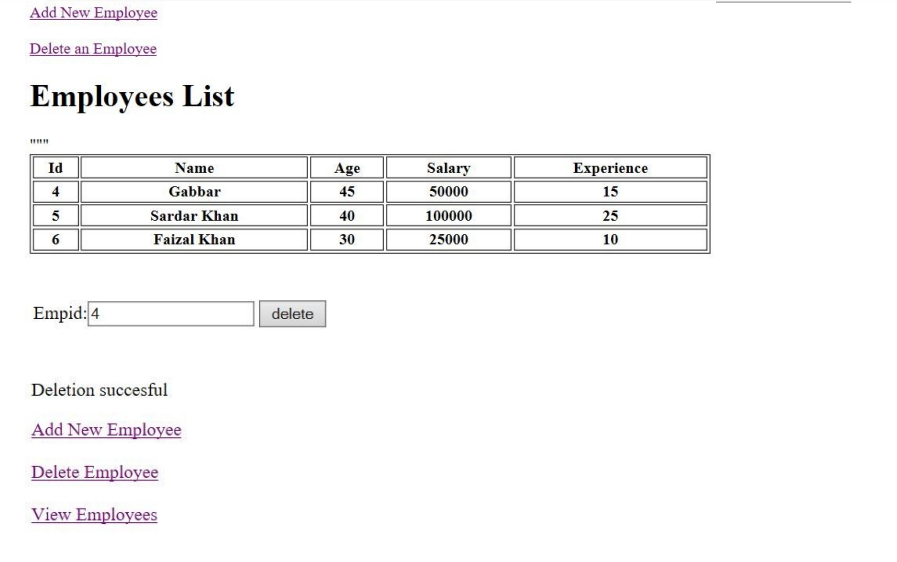 Add New Employee
Delete an Employee
Employees List
"""
Id Name Age Salary Experience
4 Gabbar 45 50000 15
5 Sardar Khan 40 100000 25
6 Faizal Khan 30 25000 10
Empid:4 delete
Deletion succesful
Add New Employee
Delete Employee
View Employees